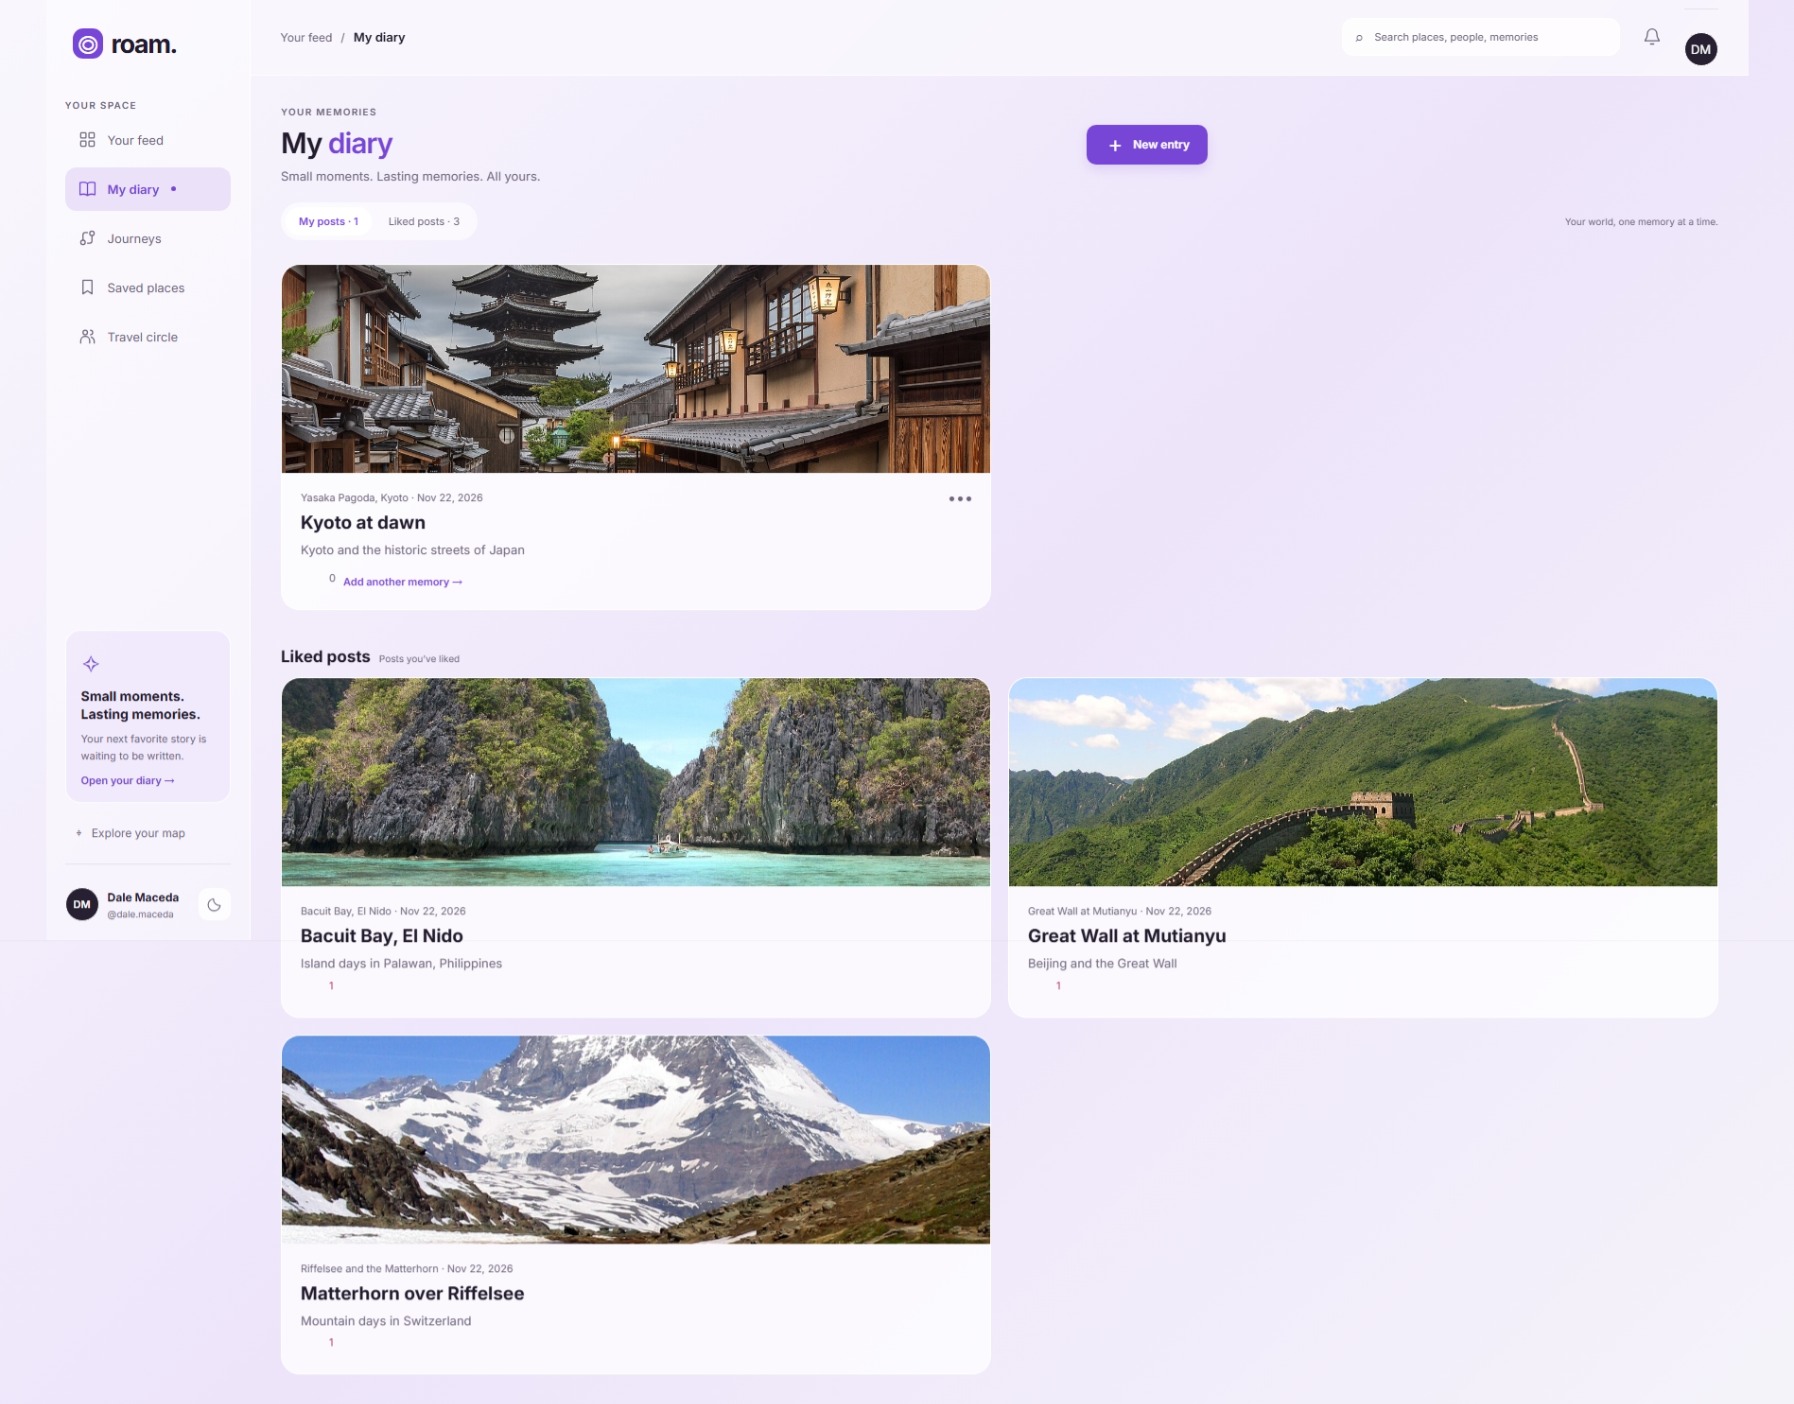 roam.
Your feed / My diary
Search places, people, memories
DM
YOUR SPACE
Your feed
My diary
Journeys
Saved places
Travel circle
Small moments.
Lasting memories.
Your next favorite story is
waiting to be written.
Open your diary →
+ Explore your map
DM
Dale Maceda
@dale.maceda
YOUR MEMORIES
My diary
Small moments. Lasting memories. All yours.
+ New entry
My posts · 1
Liked posts · 3
Your world, one memory at a time.
Yasaka Pagoda, Kyoto · Nov 22, 2026
Kyoto at dawn
Kyoto and the historic streets of Japan
0 Add another memory →
Liked posts Posts you've liked
Bacuit Bay, El Nido · Nov 22, 2026
Bacuit Bay, El Nido
Island days in Palawan, Philippines
1
Great Wall at Mutianyu · Nov 22, 2026
Great Wall at Mutianyu
Beijing and the Great Wall
1
Riffelsee and the Matterhorn · Nov 22, 2026
Matterhorn over Riffelsee
Mountain days in Switzerland
1